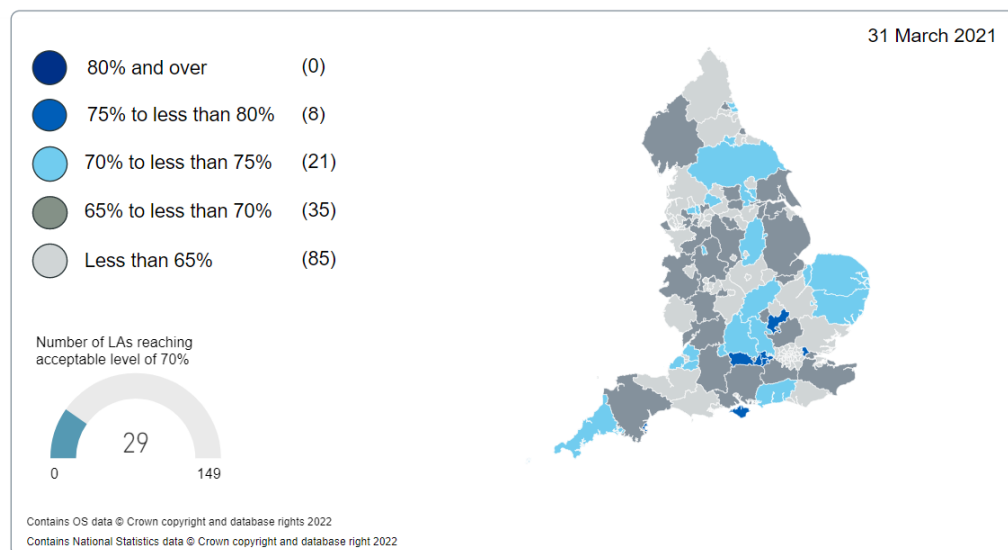 31 March 2021
80% and over (0)
75% to less than 80% (8)
70% to less than 75% (21)
65% to less than 70% (35)
Less than 65% (85)
Number of LAs reaching
acceptable level of 70%
29
0 149
Contains OS data © Crown copyright and database rights 2022
Contains National Statistics data © Crown copyright and database right 2022